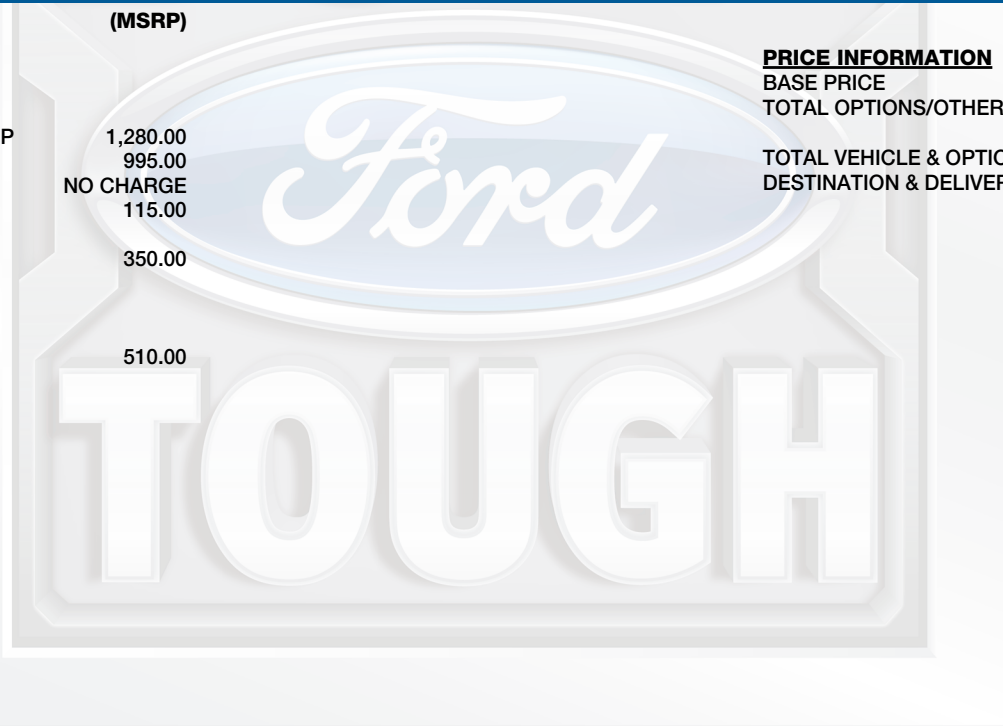 (MSRP)
P 1,280.00
995.00
NO CHARGE
115.00
350.00
510.00
PRICE INFORMATION
BASE PRICE
TOTAL OPTIONS/OTHER
TOTAL VEHICLE & OPTIO
DESTINATION & DELIVER
Ford
TOUGH